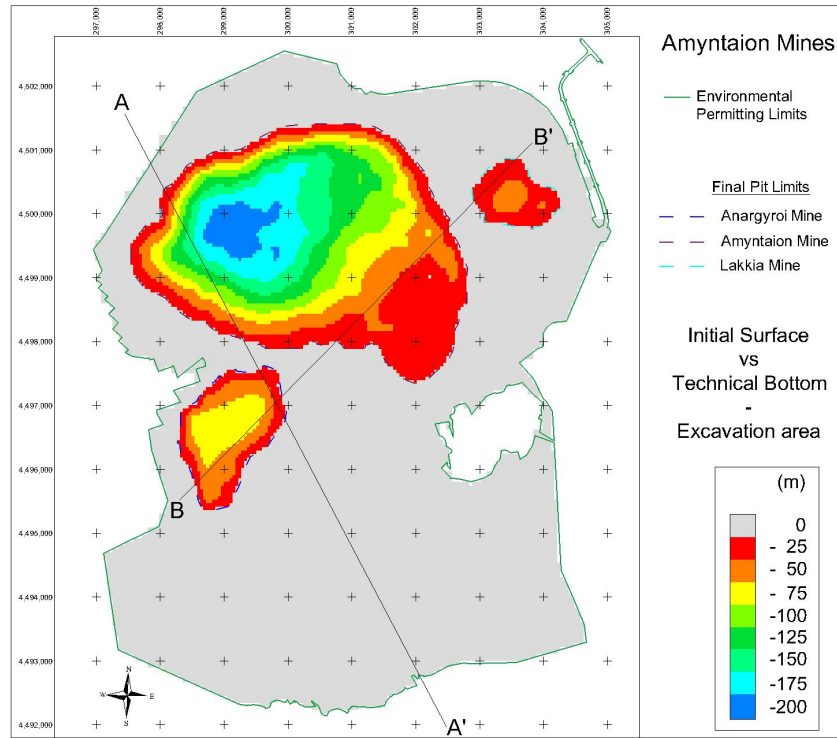 297,000
298,000
299,000
300,000
301,000
302,000
303,000
304,000
305,000
4,502,000
4,501,000
4,500,000
4,499,000
4,498,000
4,497,000
4,496,000
4,495,000
4,494,000
4,493,000
4,492,000
A
B'
B
A'
N
W E
S
Amyntaion Mines
Environmental
Permitting Limits
Final Pit Limits
Anargyroi Mine
Amyntaion Mine
Lakkia Mine
Initial Surface
vs
Technical Bottom
-
Excavation area
(m)
0
- 25
- 50
- 75
-100
-125
-150
-175
-200